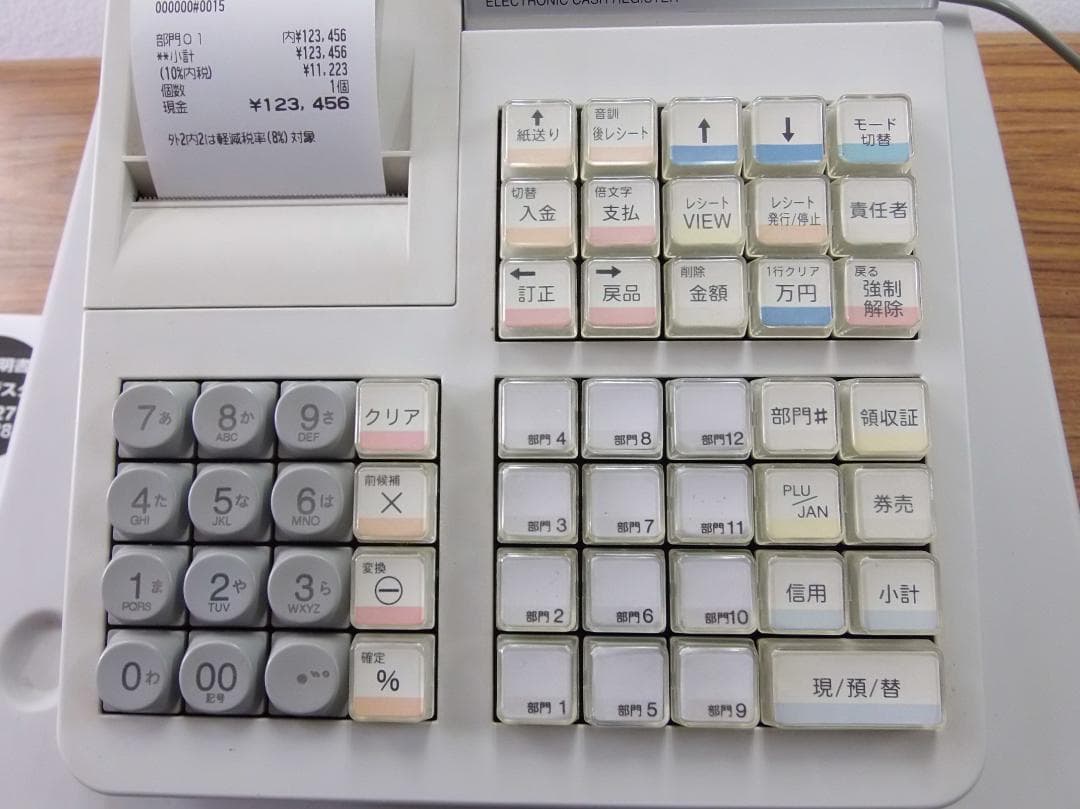 ELECTRONIC CASH REGISTER
000000#0015
部門01 内¥123,456
**小計 ¥123,456
(10%内税) ¥11,223
個数 1個
現金 ¥123,456
外2内2は軽減税率(8%)対象
↑
紙送り
音訓
後レシート
↑
↓
モード
切替
切替
入金
倍文字
支払
レシート
VIEW
レシート
発行/停止
責任者
←
訂正
→
戻品
削除
金額
1行クリア
万円
戻る
強制
解除
7あ
8か
ABC
9さ
DEF
クリア
4た
GHI
5な
JKL
6は
MNO
前候補
×
1ま
PQRS
2や
TUV
3ら
WXYZ
変換
⊖
0わ
00
記号
●゛゜
確定
%
部門 4
部門 8
部門 12
部門#
領収証
部門 3
部門 7
部門 11
PLU/
JAN
券売
部門 2
部門 6
部門 10
信用
小計
部門 1
部門 5
部門 9
現/預/替